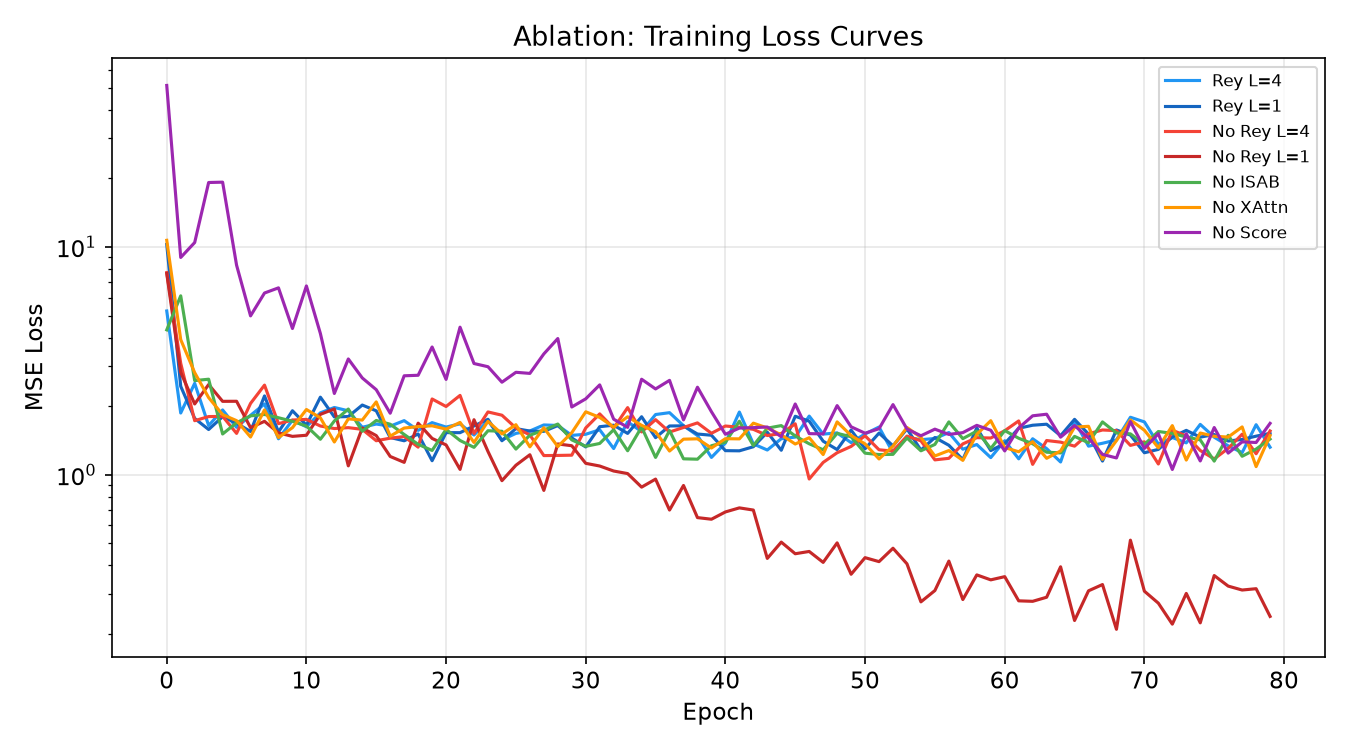 Ablation: Training Loss Curves
Rey L=4
Rey L=1
No Rey L=4
No Rey L=1
No ISAB
No XAttn
No Score
10¹
10⁰
MSE Loss
0 10 20 30 40 50 60 70 80
Epoch